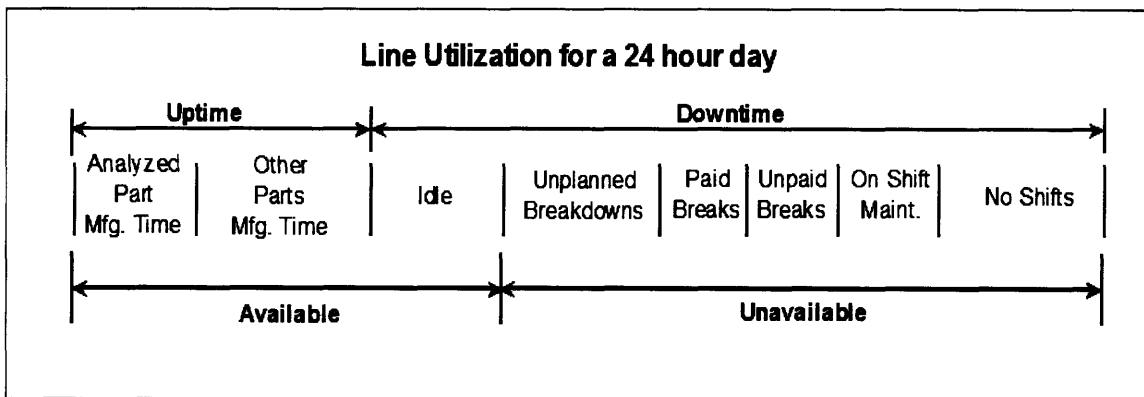 Line Utilization for a 24 hour day
Uptime
Downtime
Analyzed
Part
Mfg. Time
Other
Parts
Mfg. Time
Idle
Unplanned
Breakdowns
Paid
Breaks
Unpaid
Breaks
On Shift
Maint.
No Shifts
Available
Unavailable